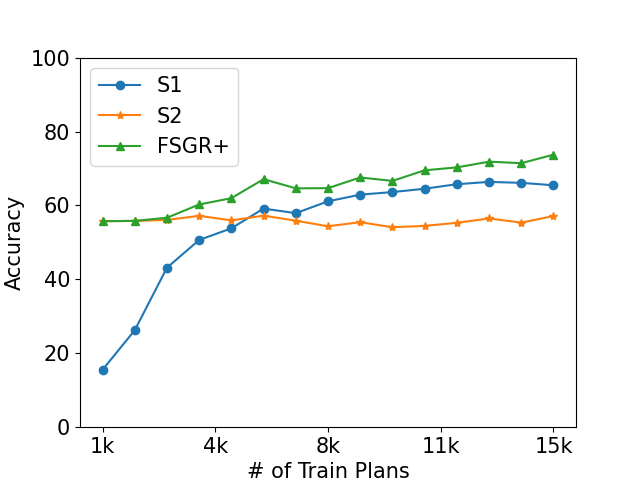 100
80
60
40
20
0
Accuracy
S1
S2
FSGR+
1k 4k 8k 11k 15k
# of Train Plans